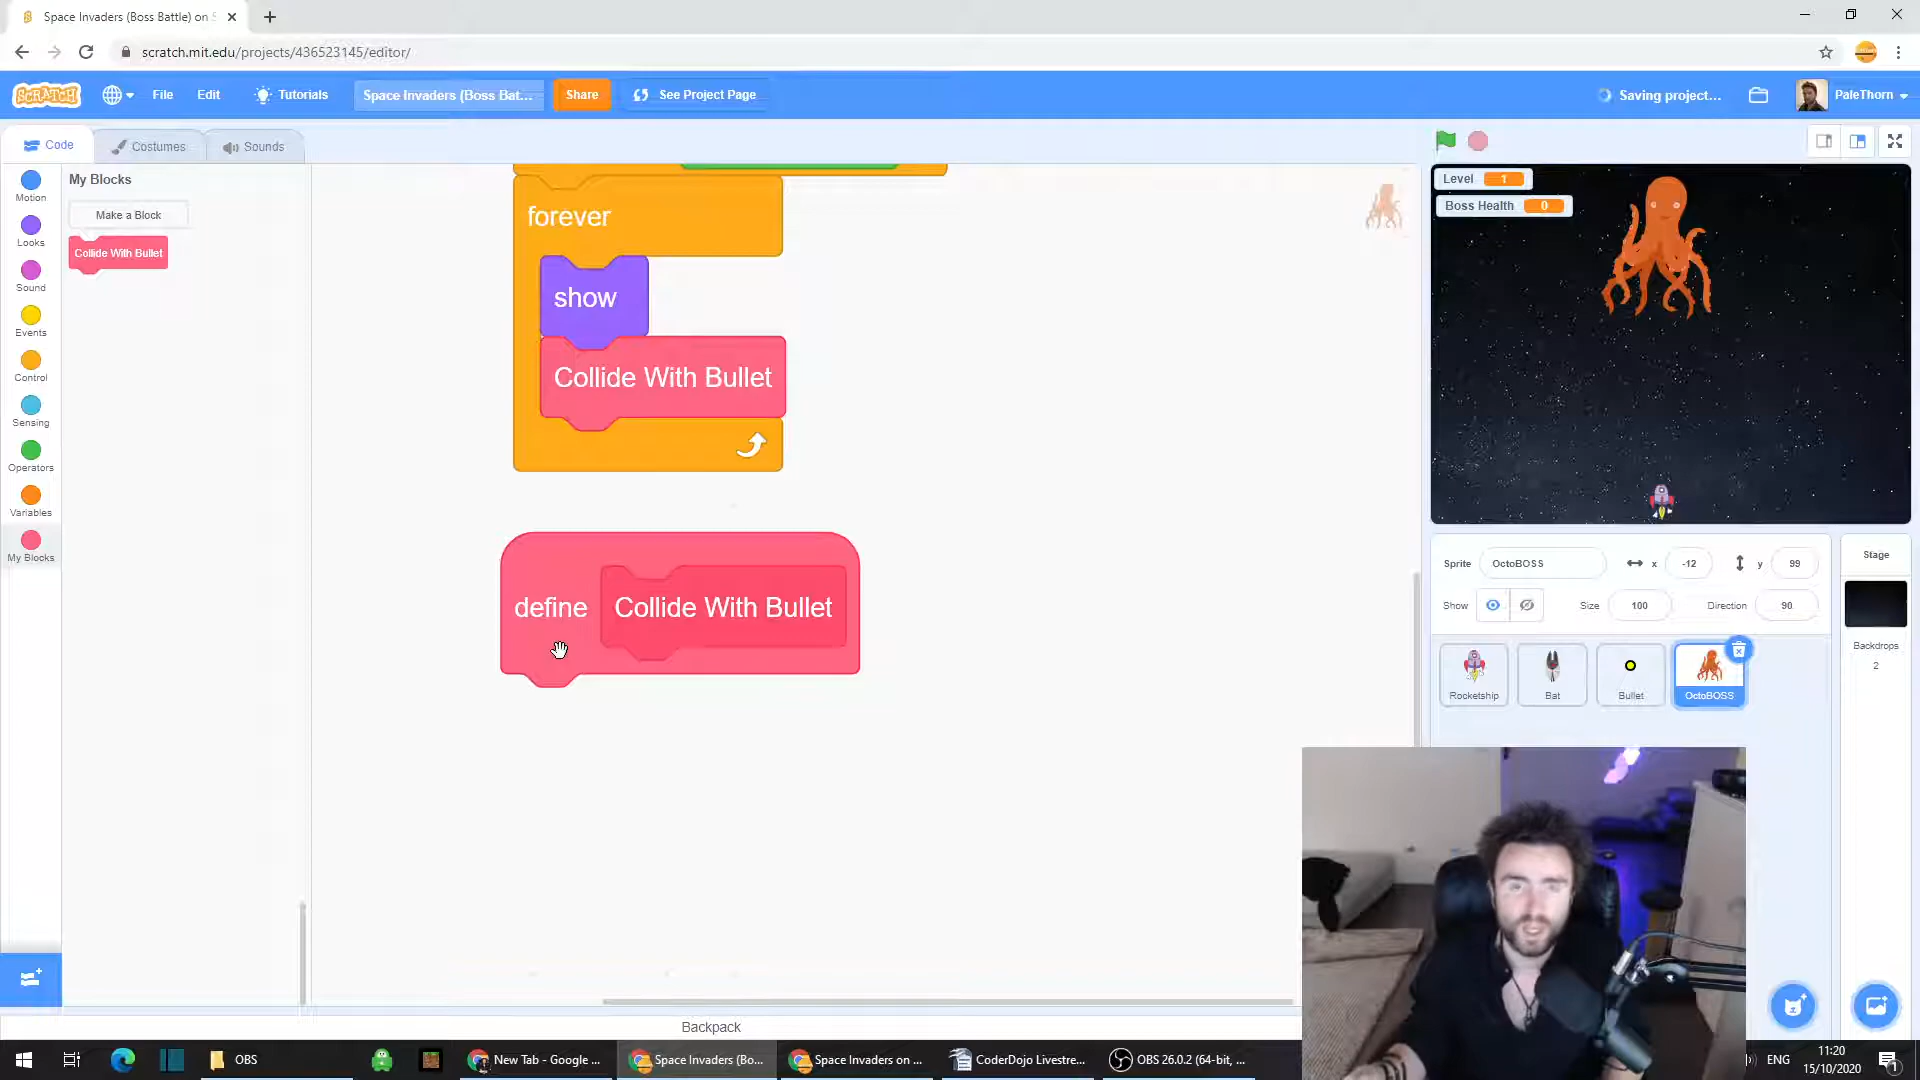 Space Invaders (Boss Battle) on S
scratch.mit.edu/projects/436523145/editor/
SCRATCH
File
Edit
Tutorials
Space Invaders (Boss Bat...
Share
See Project Page
Saving project...
PaleThorn
Code
Costumes
Sounds
Motion
Looks
Sound
Events
Control
Sensing
Operators
Variables
My Blocks
My Blocks
Make a Block
Collide With Bullet
forever
show
Collide With Bullet
define Collide With Bullet
Level 1
Boss Health 0
Sprite OctoBOSS x -12 y 99
Show Size 100 Direction 90
Rocketship
Bat
Bullet
OctoBOSS
Stage
Backdrops
2
Backpack
OBS
New Tab - Google ...
Space Invaders (Bo...
Space Invaders on ...
CoderDojo Livestre...
OBS 26.0.2 (64-bit, ...
ENG
11:20
15/10/2020
1